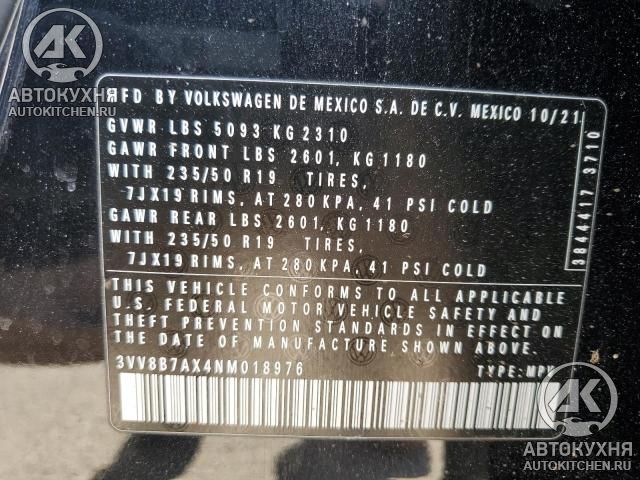 AK
АВТОКУХНЯ
AUTOKITCHEN.RU
MFD BY VOLKSWAGEN DE MEXICO S.A. DE C.V. MEXICO 10/21
GVWR LBS 5093 KG 2310
GAWR FRONT LBS 2601, KG 1180
WITH 235/50 R19 TIRES,
7JX19 RIMS, AT 280 KPA, 41 PSI COLD
GAWR REAR LBS 2601, KG 1180
WITH 235/50 R19 TIRES,
7JX19 RIMS, AT 280 KPA, 41 PSI COLD
3844417 3710
THIS VEHICLE CONFORMS TO ALL APPLICABLE
U.S. FEDERAL MOTOR VEHICLE SAFETY AND
THEFT PREVENTION STANDARDS IN EFFECT ON
THE DATE OF MANUFACTURE SHOWN ABOVE
3VV8B7AX4NM018976 TYPE: MPV
AK
АВТОКУХНЯ
AUTOKITCHEN.RU